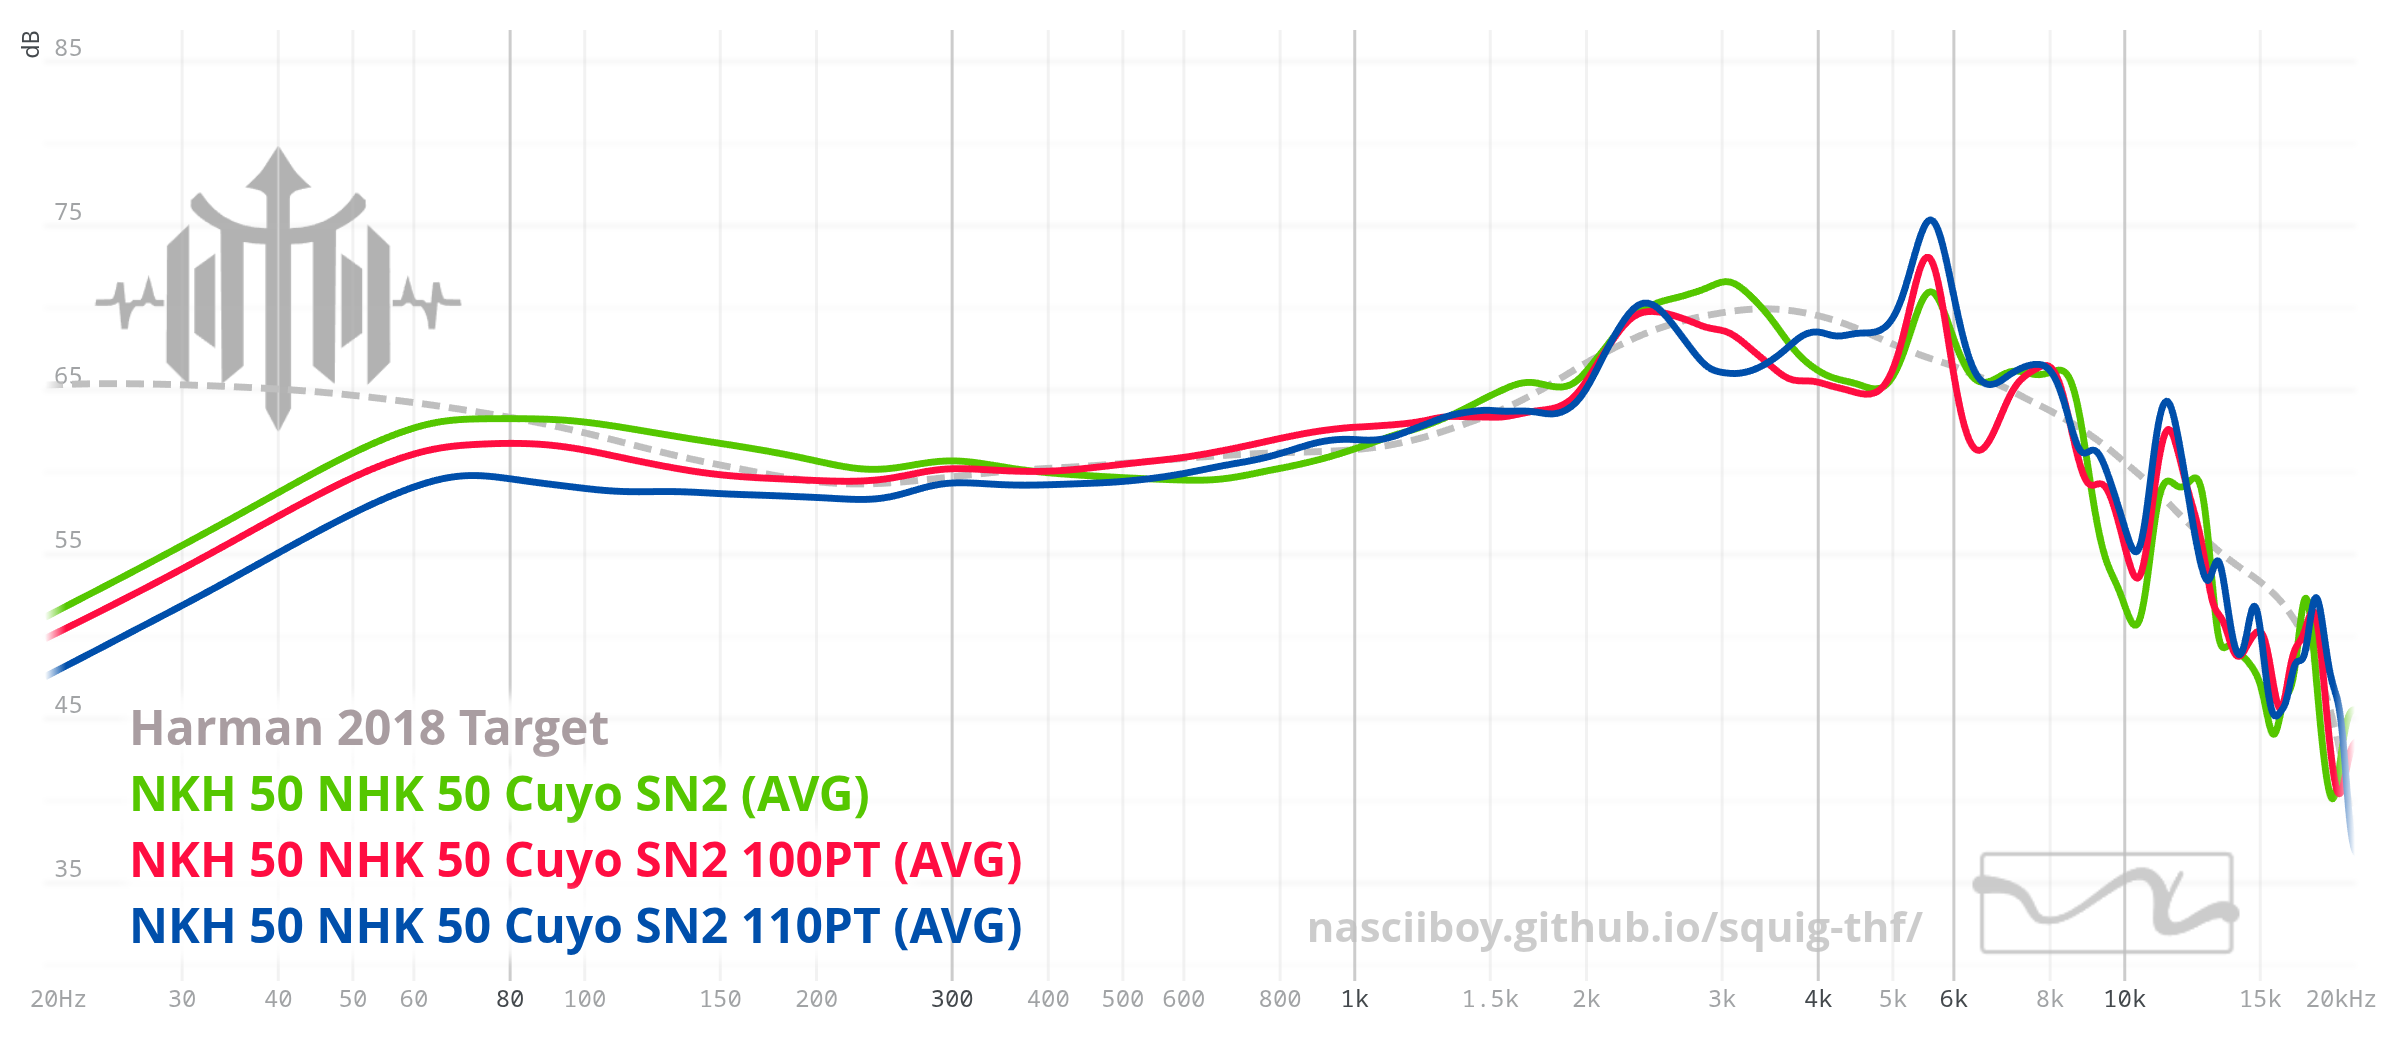 dB
85
75
65
55
45
35
Harman 2018 Target
NKH 50 NHK 50 Cuyo SN2 (AVG)
NKH 50 NHK 50 Cuyo SN2 100PT (AVG)
NKH 50 NHK 50 Cuyo SN2 110PT (AVG)
nasciiboy.github.io/squig-thf/
20Hz 30 40 50 60 80 100 150 200 300 400 500 600 800 1k 1.5k 2k 3k 4k 5k 6k 8k 10k 15k 20kHz